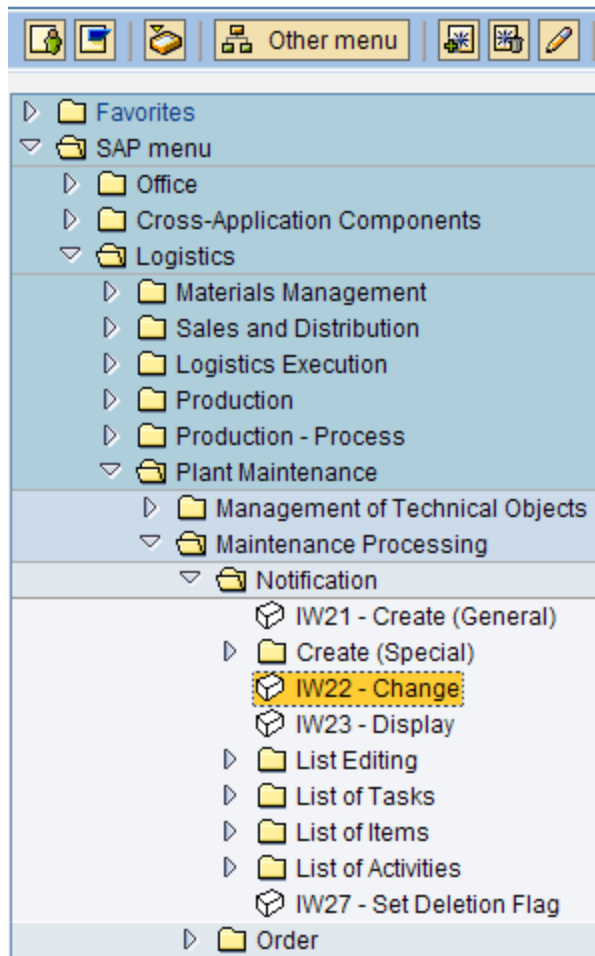 Other menu
Favorites
SAP menu
Office
Cross-Application Components
Logistics
Materials Management
Sales and Distribution
Logistics Execution
Production
Production - Process
Plant Maintenance
Management of Technical Objects
Maintenance Processing
Notification
IW21 - Create (General)
Create (Special)
IW22 - Change
IW23 - Display
List Editing
List of Tasks
List of Items
List of Activities
IW27 - Set Deletion Flag
Order